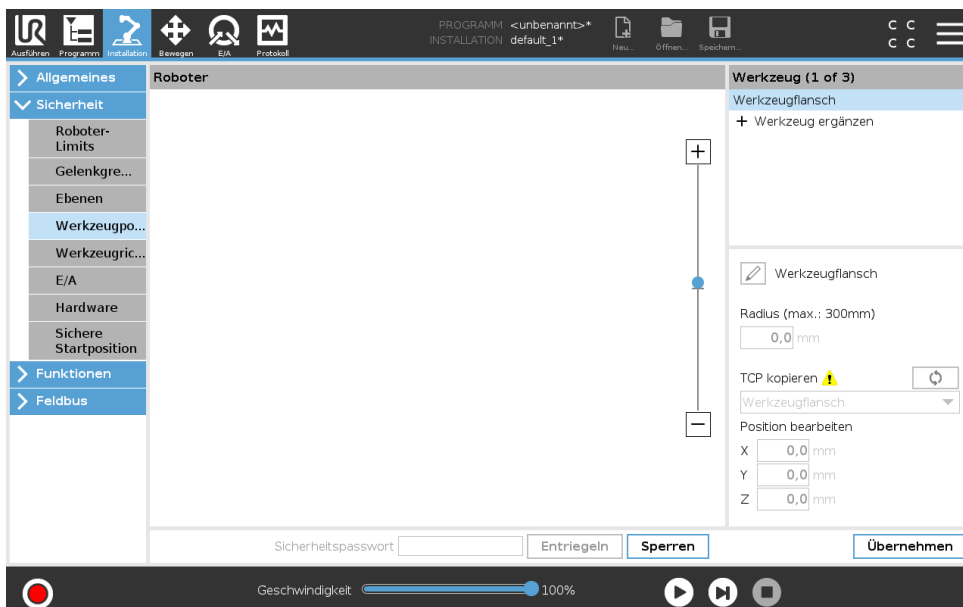 Ausführen
Programm
Installation
Bewegen
E/A
Protokoll
PROGRAMM <unbenannt>*
INSTALLATION default_1*
Neu...
Öffnen...
Speichern...
C C
C C
Allgemeines
Sicherheit
Roboter-
Limits
Gelenkgre...
Ebenen
Werkzeugpo...
Werkzeugric...
E/A
Hardware
Sichere
Startposition
Funktionen
Feldbus
Roboter
Werkzeug (1 of 3)
Werkzeugflansch
+ Werkzeug ergänzen
Werkzeugflansch
Radius (max.: 300mm)
0,0 mm
TCP kopieren
Werkzeugflansch
Position bearbeiten
X 0,0 mm
Y 0,0 mm
Z 0,0 mm
Sicherheitspasswort
Entriegeln
Sperren
Übernehmen
Geschwindigkeit 100%